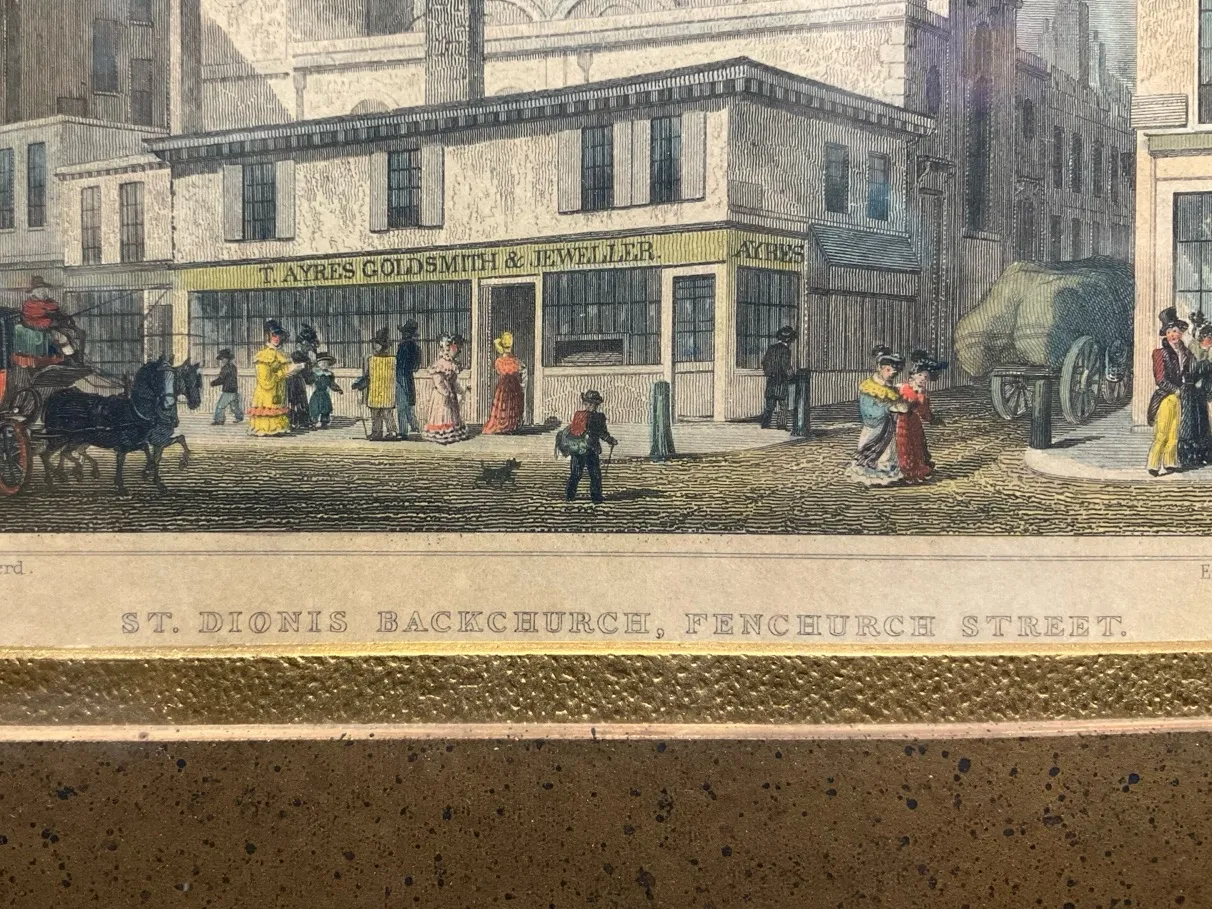 T. AYRES GOLDSMITH & JEWELLER.
AYRES
ST. DIONIS BACKCHURCH, FENCHURCH STREET.